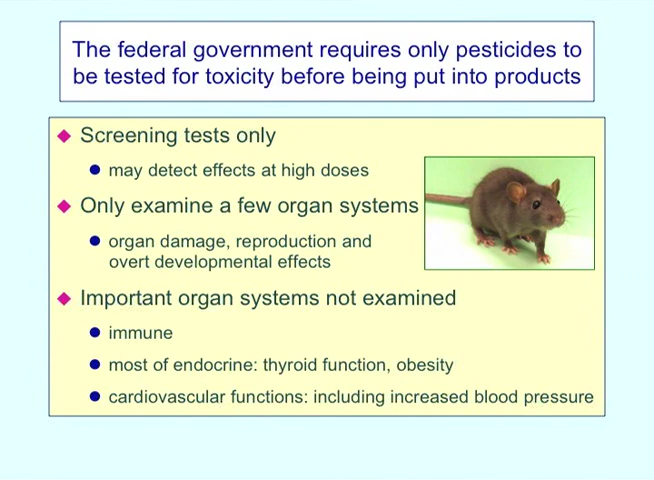 The federal government requires only pesticides to
be tested for toxicity before being put into products
Screening tests only
may detect effects at high doses
Only examine a few organ systems
organ damage, reproduction and
overt developmental effects
Important organ systems not examined
immune
most of endocrine: thyroid function, obesity
cardiovascular functions: including increased blood pressure